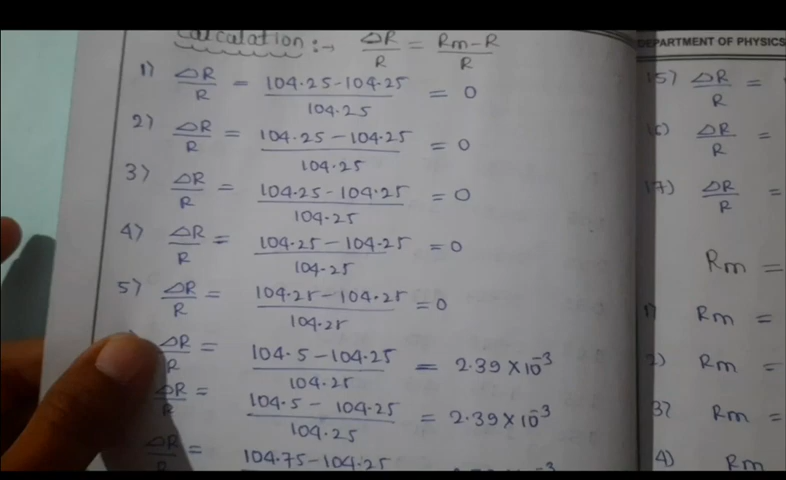 Calculation :→ ΔR/R = Rm-R/R
1) ΔR/R = 104.25-104.25/104.25 = 0
2) ΔR/R = 104.25-104.25/104.25 = 0
3) ΔR/R = 104.25-104.25/104.25 = 0
4) ΔR/R = 104.25-104.25/104.25 = 0
5) ΔR/R = 104.25-104.25/104.25 = 0
ΔR/R = 104.5-104.25/104.25 = 2.39 × 10⁻³
ΔR/R = 104.5-104.25/104.25 = 2.39 × 10⁻³
ΔR/R = 104.75-104.25
DEPARTMENT OF PHYSICS
15) ΔR/R =
16) ΔR/R =
17) ΔR/R =
Rm =
1) Rm =
2) Rm =
3) Rm =
4) Rm